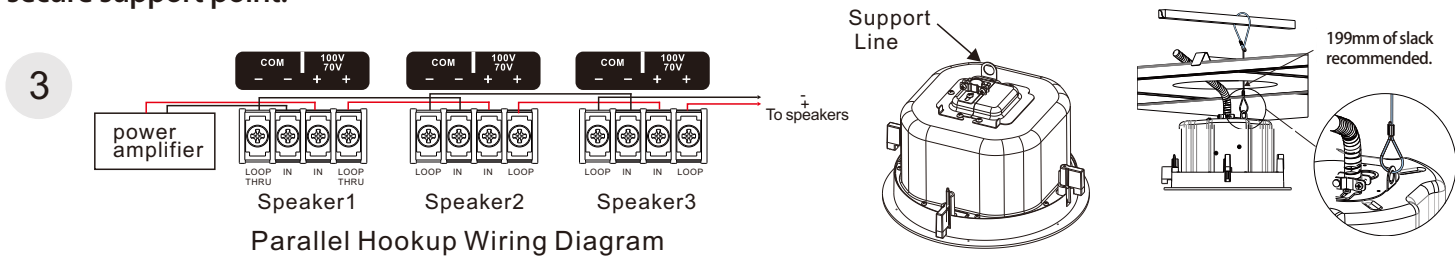 secure support point.
3
COM 100V
70V
− − + +
COM 100V
70V
− − + +
COM 100V
70V
− − + +
power
amplifier
-
+
To speakers
LOOP
THRU IN IN LOOP
THRU
LOOP IN IN LOOP
LOOP IN IN LOOP
Speaker1
Speaker2
Speaker3
Parallel Hookup Wiring Diagram
Support
Line
199mm of slack
recommended.